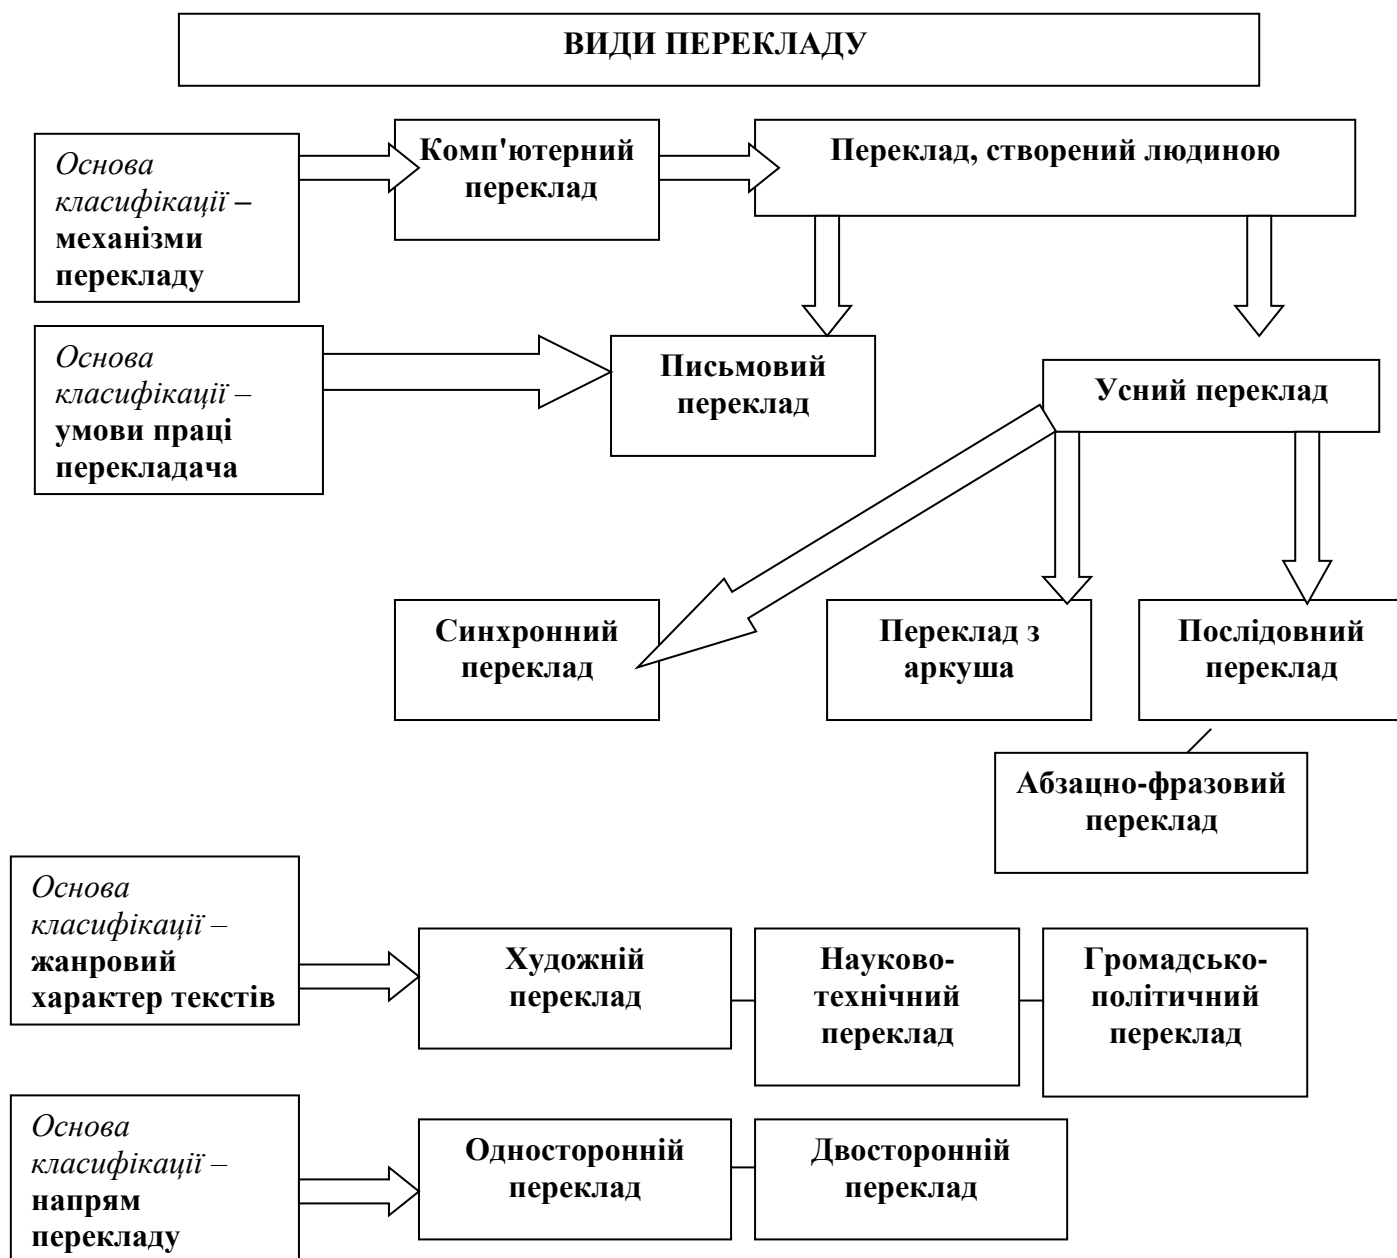 ВИДИ ПЕРЕКЛАДУ
Основа
класифікації –
механізми
перекладу
Комп'ютерний
переклад
Переклад, створений людиною
Основа
класифікації –
умови праці
перекладача
Письмовий
переклад
Усний переклад
Синхронний
переклад
Переклад з
аркуша
Послідовний
переклад
Абзацно-фразовий
переклад
Основа
класифікації –
жанровий
характер текстів
Художній
переклад
Науково-
технічний
переклад
Громадсько-
політичний
переклад
Основа
класифікації –
напрям
перекладу
Односторонній
переклад
Двосторонній
переклад